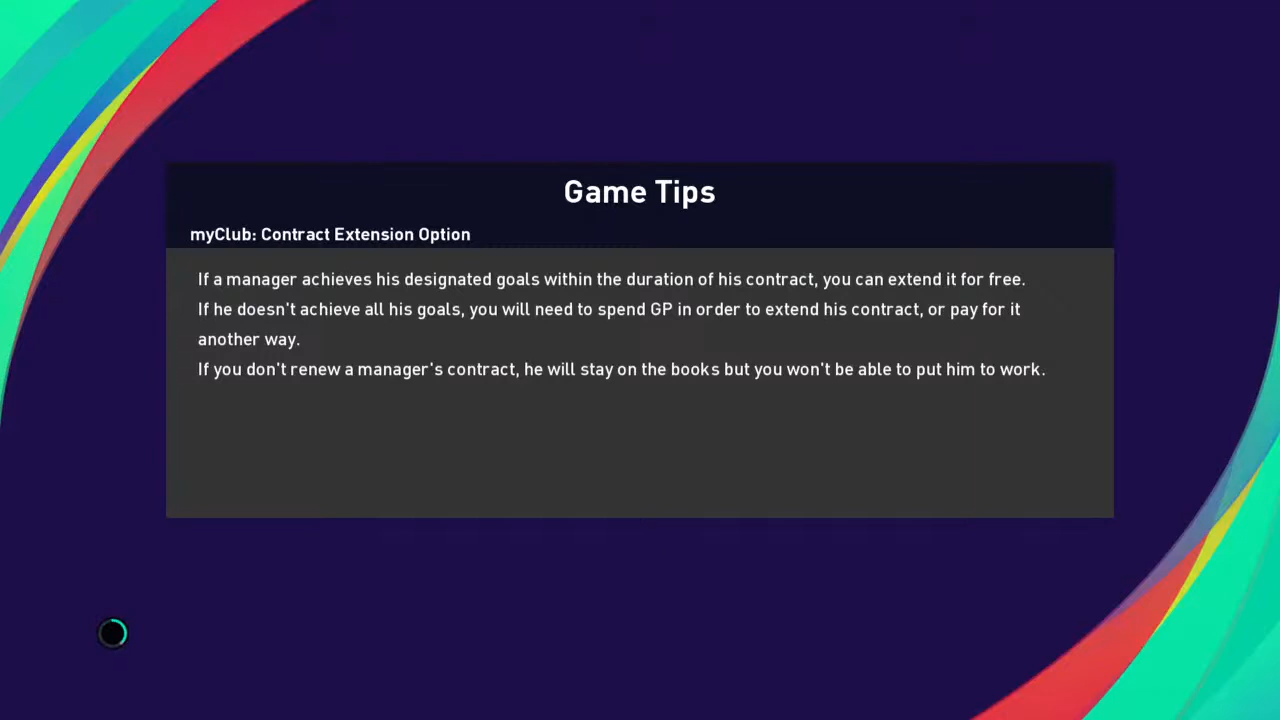 Game Tips
myClub: Contract Extension Option
If a manager achieves his designated goals within the duration of his contract, you can extend it for free.
If he doesn't achieve all his goals, you will need to spend GP in order to extend his contract, or pay for it
another way.
If you don't renew a manager's contract, he will stay on the books but you won't be able to put him to work.